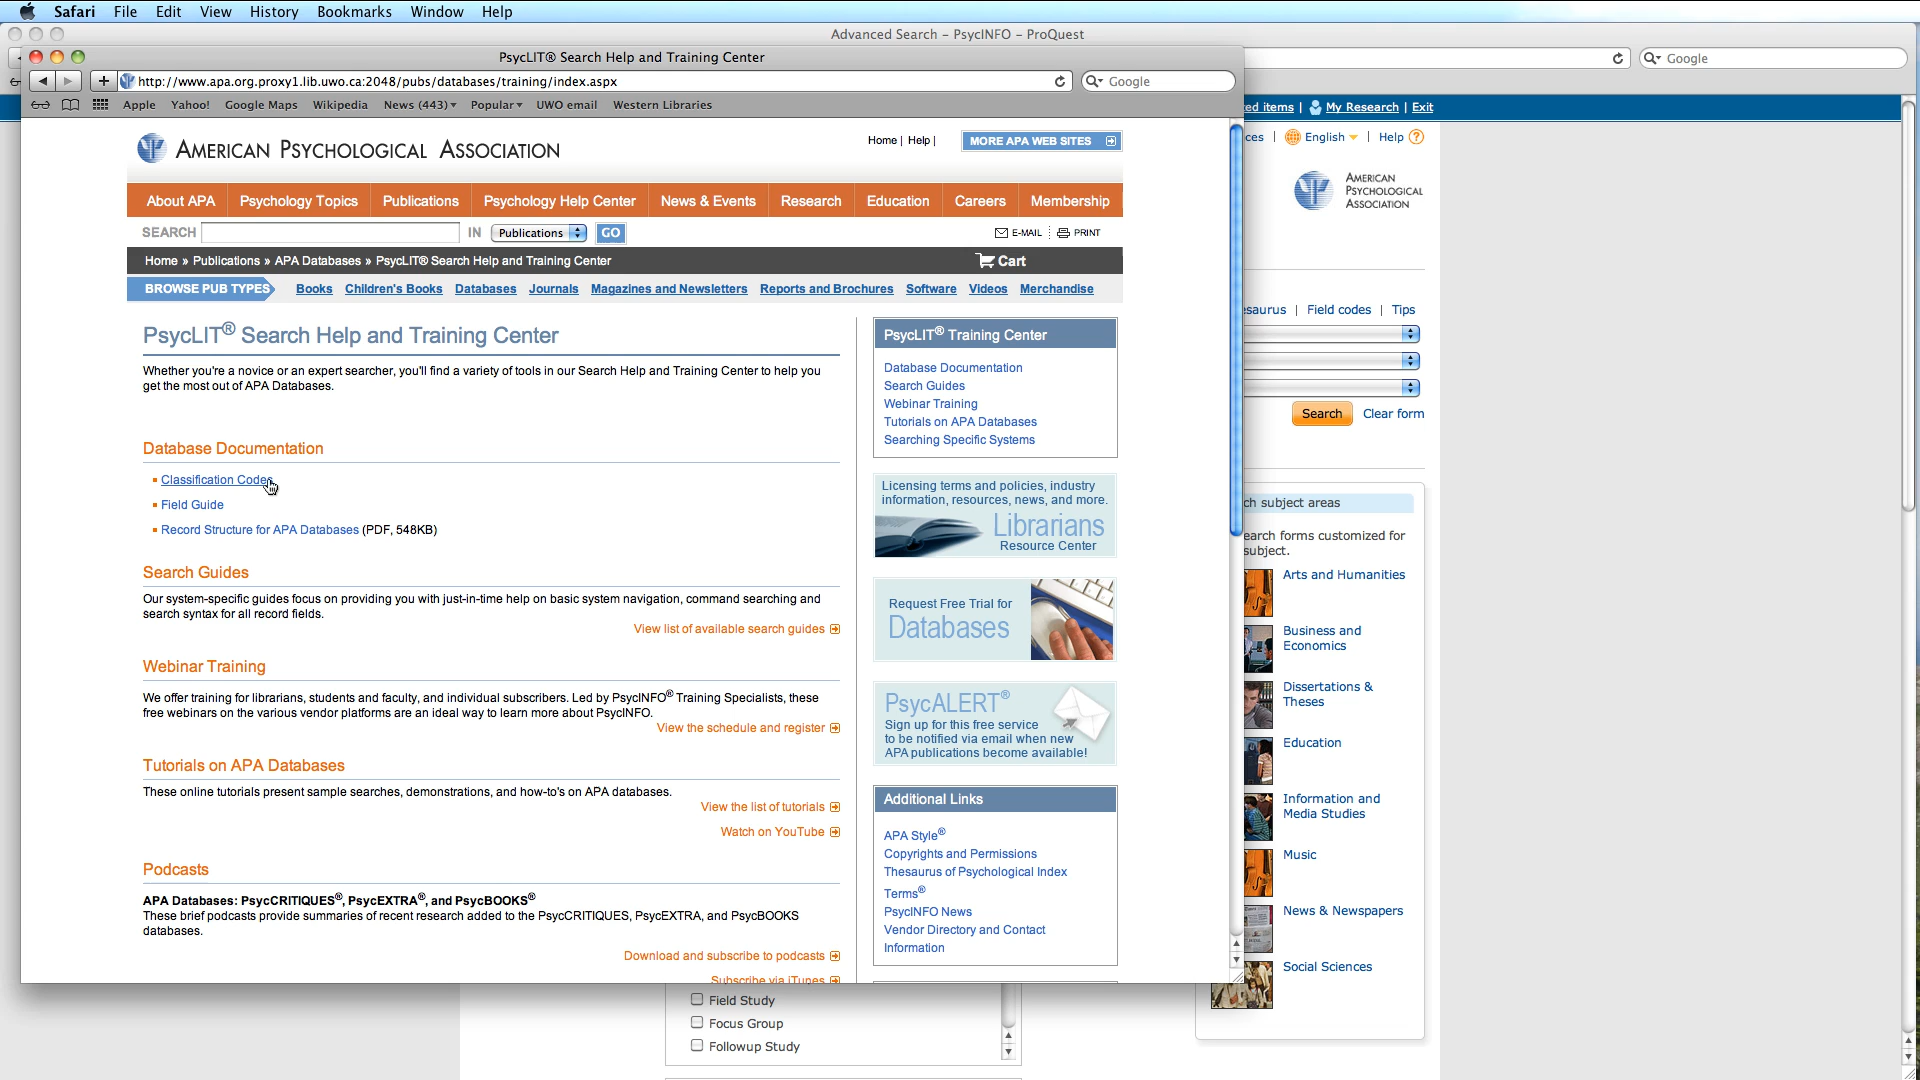 Safari File Edit View History Bookmarks Window Help
Advanced Search – PsycINFO – ProQuest
PsycLIT® Search Help and Training Center
http://www.apa.org.proxy1.lib.uwo.ca:2048/pubs/databases/training/index.aspx
Google
Google
Apple Yahoo! Google Maps Wikipedia News (443) Popular UWO email Western Libraries
My Research | Exit
English | Help
AMERICAN PSYCHOLOGICAL ASSOCIATION
Home | Help |
MORE APA WEB SITES
AMERICAN
PSYCHOLOGICAL
ASSOCIATION
About APA Psychology Topics Publications Psychology Help Center News & Events Research Education Careers Membership
SEARCH IN Publications GO
E-MAIL PRINT
Home » Publications » APA Databases » PsycLIT® Search Help and Training Center
Cart
BROWSE PUB TYPES Books Children's Books Databases Journals Magazines and Newsletters Reports and Brochures Software Videos Merchandise
PsycLIT® Search Help and Training Center
Whether you're a novice or an expert searcher, you'll find a variety of tools in our Search Help and Training Center to help you
get the most out of APA Databases.
Database Documentation
Classification Codes
Field Guide
Record Structure for APA Databases (PDF, 548KB)
Search Guides
Our system-specific guides focus on providing you with just-in-time help on basic system navigation, command searching and
search syntax for all record fields.
View list of available search guides
Webinar Training
We offer training for librarians, students and faculty, and individual subscribers. Led by PsycINFO® Training Specialists, these
free webinars on the various vendor platforms are an ideal way to learn more about PsycINFO.
View the schedule and register
Tutorials on APA Databases
These online tutorials present sample searches, demonstrations, and how-to's on APA databases.
View the list of tutorials
Watch on YouTube
Podcasts
APA Databases: PsycCRITIQUES®, PsycEXTRA®, and PsycBOOKS®
These brief podcasts provide summaries of recent research added to the PsycCRITIQUES, PsycEXTRA, and PsycBOOKS
databases.
Download and subscribe to podcasts
Subscribe via iTunes
PsycLIT® Training Center
Database Documentation
Search Guides
Webinar Training
Tutorials on APA Databases
Searching Specific Systems
Licensing terms and policies, industry
information, resources, news, and more.
Librarians
Resource Center
Request Free Trial for
Databases
PsycALERT®
Sign up for this free service
to be notified via email when new
APA publications become available!
Additional Links
APA Style®
Copyrights and Permissions
Thesaurus of Psychological Index
Terms®
PsycINFO News
Vendor Directory and Contact
Information
ed items |
ces |
esaurus | Field codes | Tips
Search Clear form
ch subject areas
earch forms customized for
subject.
Arts and Humanities
Business and
Economics
Dissertations &
Theses
Education
Information and
Media Studies
Music
News & Newspapers
Social Sciences
Field Study
Focus Group
Followup Study